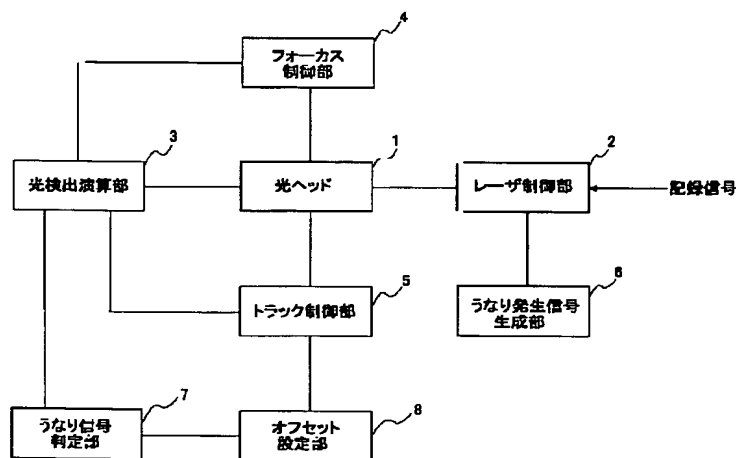 4
フォーカス
制御部
3
1
2
光検出演算部
光ヘッド
レーザ制御部
記録信号
5
6
トラック制御部
うなり発生信号
生成部
7
8
うなり信号
判定部
オフセット
設定部